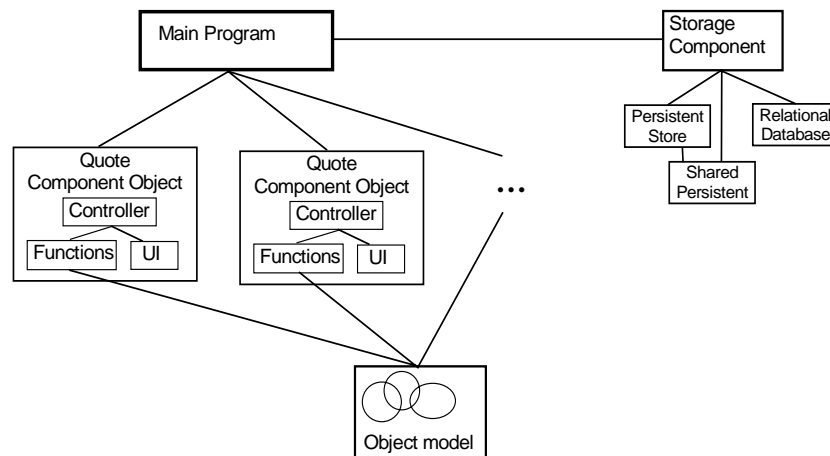 Main Program
Storage
Component
Persistent
Store
Relational
Database
Shared
Persistent
Quote
Component Object
Controller
Functions
UI
Quote
Component Object
Controller
Functions
UI
...
Object model